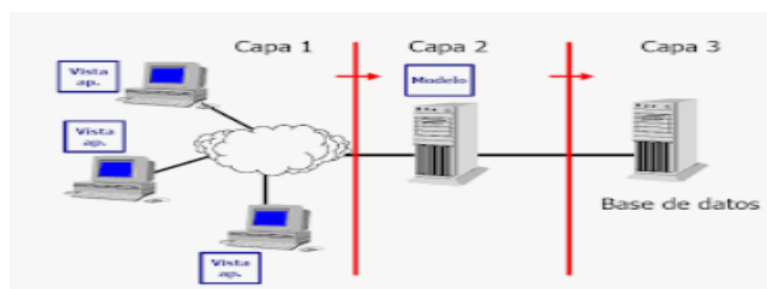 Capa 1
Capa 2
Capa 3
Vista
ap.
Modelo
Vista
ap.
Base de datos
Vista
ap.